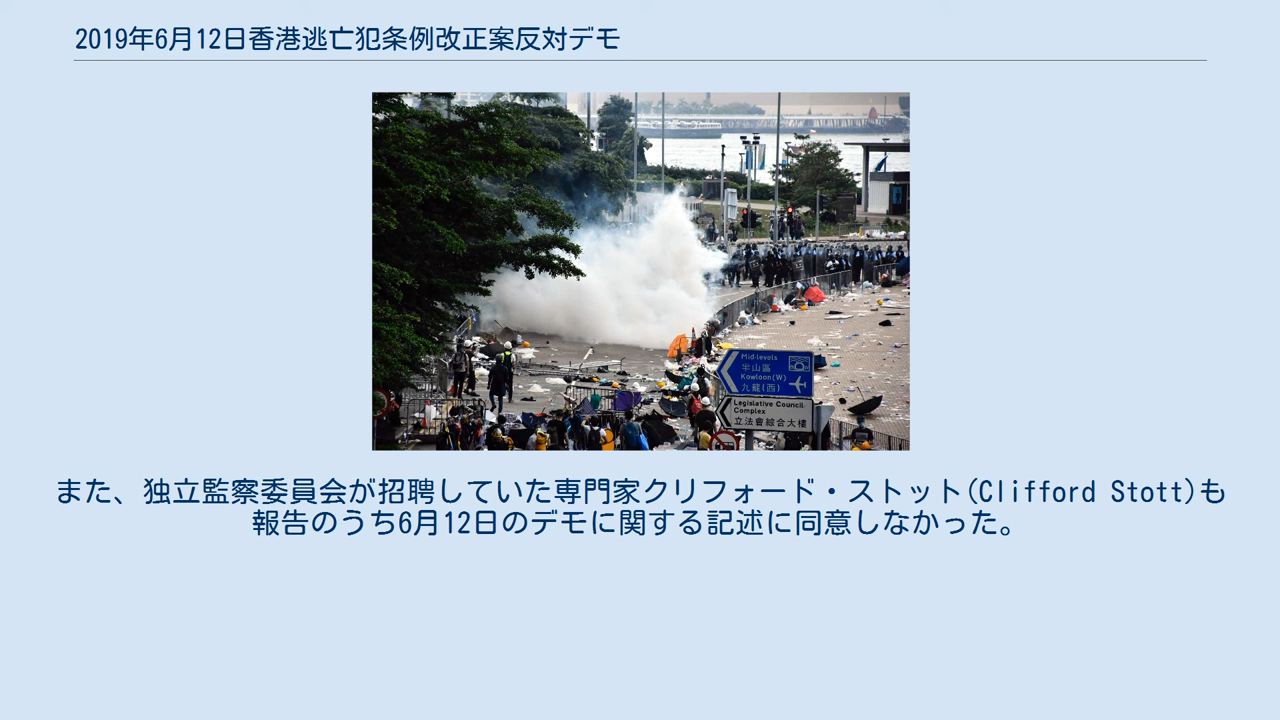 2019年6月12日香港逃亡犯条例改正案反対デモ
Mid-levels
半山區
Kowloon(W)
九龍(西)
Legislative Council
Complex
立法會綜合大樓
また、独立監察委員会が招聘していた専門家クリフォード・ストット(Clifford Stott)も
報告のうち6月12日のデモに関する記述に同意しなかった。